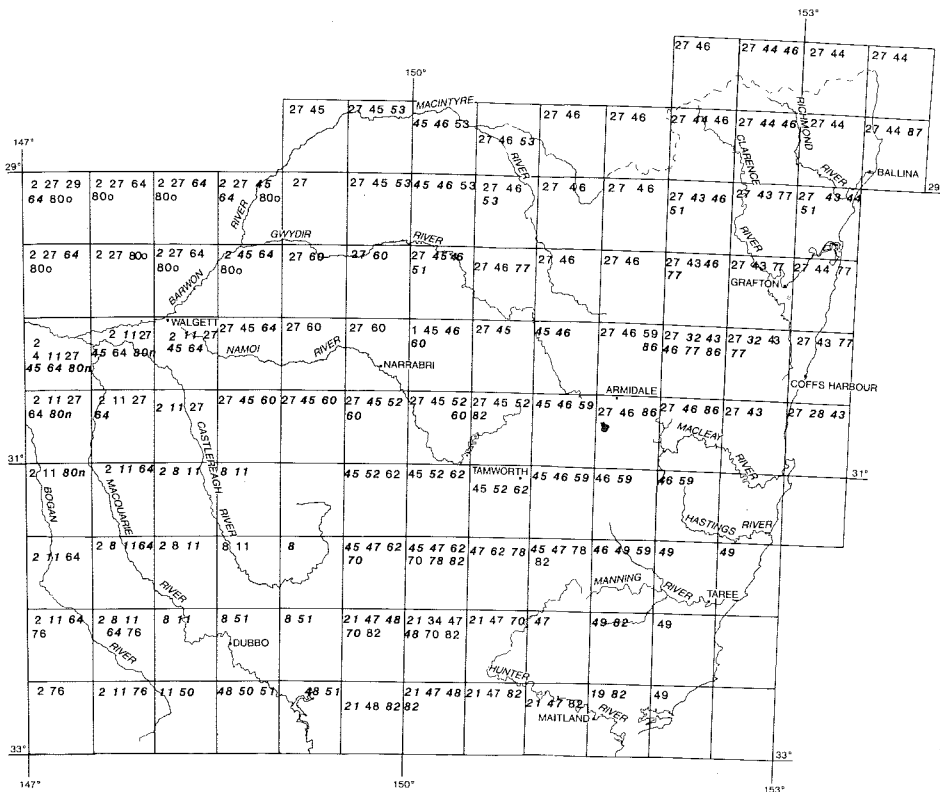 153°
27 46
27 44 46
27 44
27 44
150°
27 45
27 45 53
MACINTYRE
45 46 53
27 46 53
27 46
27 46
27 44 46
27 44 46
27 44
27 44 87
RIVER
CLARENCE
RICHMOND
RIVER
BALLINA
147°
29°
29
2 27 29
64 80o
2 27 64
80o
2 27 64
80o
2 27 45
64 80o
27
27 45 53
45 46 53
27 46
53
27 46
27 46
27 43 46
51
27 43 77
27 43 44
51
RIVER
GWYDIR
RIVER
RIVER
2 27 64
80o
2 27 80o
2 27 64
80o
2 45 64
80o
27 60
27 60
27 45 46
51
27 46 77
27 46
27 46
27 43 46
77
27 43 77
27 44 77
BARWON
GRAFTON
WALGETT
2
4 11 27
45 64 80n
2 11 27
45 64 80n
2 11 27
45 64
27 45 64
27 60
27 60
1 45 46
60
27 45
45 46
27 46 59
86
27 32 43
46 77 86
27 32 43
77
27 43 77
NAMOI
RIVER
NARRABRI
COFFS HARBOUR
ARMIDALE
2 11 27
64 80n
2 11 27
64
2 11 27
27 45 60
27 45 60
27 45 52
60
27 45 52
60
27 45 52
82
45 46 59
27 46 86
27 46 86
27 43
27 28 43
CASTLEREAGH
MACLEAY
RIVER
31°
31°
2 11 80n
2 11 64
2 8 11
8 11
45 52 62
45 52 62
TAMWORTH
45 52 62
45 46 59
46 59
46 59
BOGAN
MACQUARIE
RIVER
HASTINGS RIVER
2 11 64
2 8 11 64
2 8 11
8 11
8
45 47 62
70
45 47 62
70 78 82
47 62 78
45 47 78
82
46 49 59
49
49
MANNING
RIVER
TAREE
RIVER
2 11 64
76
2 8 11
64 76
8 11
8 51
8 51
21 47 48
70 82
21 34 47
48 70 82
21 47 70
47
49 82
49
DUBBO
RIVER
HUNTER
2 76
2 11 76
11 50
48 50 51
48 51
21 48 82
21 47 48
82
21 47 82
21 47 82
19 82
49
MAITLAND
RIVER
33°
33°
147°
150°
153°